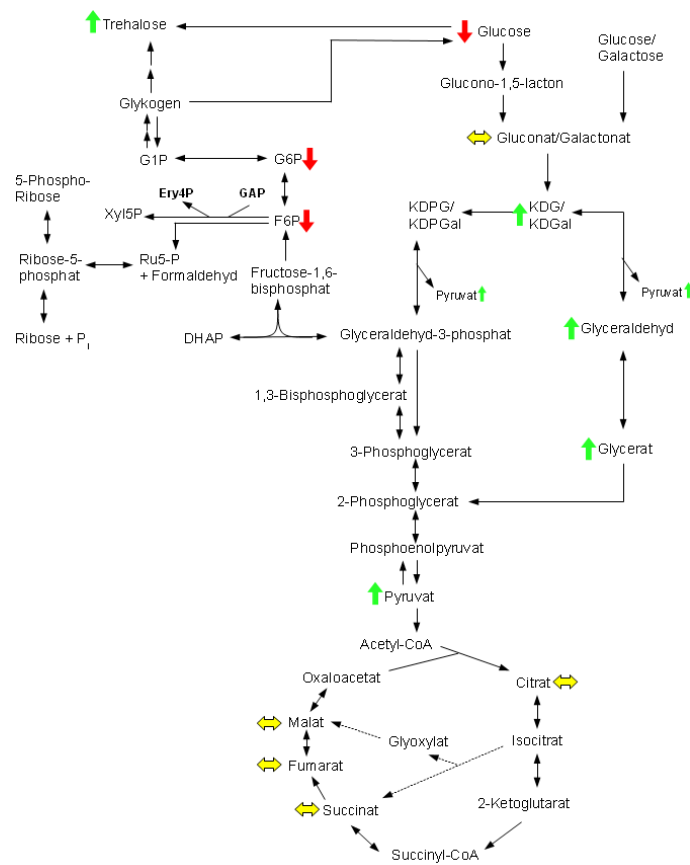 Trehalose
Glucose
Glucose/
Galactose
Glucono-1,5-lacton
Glykogen
Gluconat/Galactonat
G1P
G6P
5-Phospho-
Ribose
Ery4P
GAP
Xyl5P
F6P
KDPG/
KDPGal
KDG/
KDGal
Ribose-5-
phosphat
Ru5-P
+ Formaldehyd
Fructose-1,6-
bisphosphat
Pyruvat
Pyruvat
Ribose + Pi
DHAP
Glyceraldehyd-3-phosphat
Glyceraldehyd
1,3-Bisphosphoglycerat
3-Phosphoglycerat
Glycerat
2-Phosphoglycerat
Phosphoenolpyruvat
Pyruvat
Acetyl-CoA
Oxaloacetat
Citrat
Malat
Glyoxylat
Isocitrat
Fumarat
Succinat
2-Ketoglutarat
Succinyl-CoA